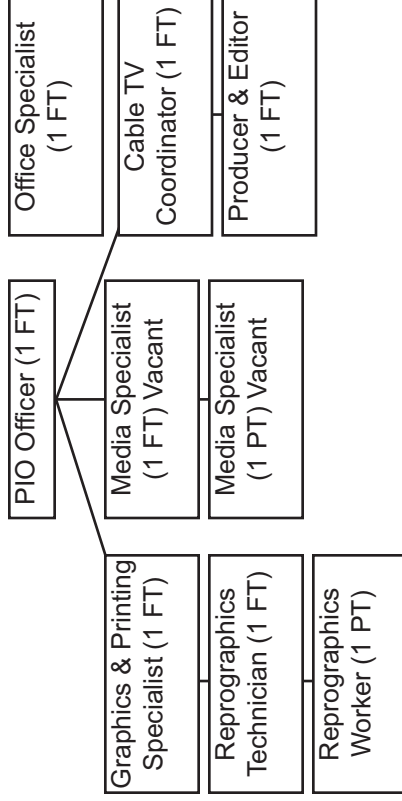 PIO Officer (1 FT)
Office Specialist
(1 FT)
Graphics & Printing
Specialist (1 FT)
Reprographics
Technician (1 FT)
Reprographics
Worker (1 PT)
Media Specialist
(1 FT) Vacant
Media Specialist
(1 PT) Vacant
Cable TV
Coordinator (1 FT)
Producer & Editor
(1 FT)